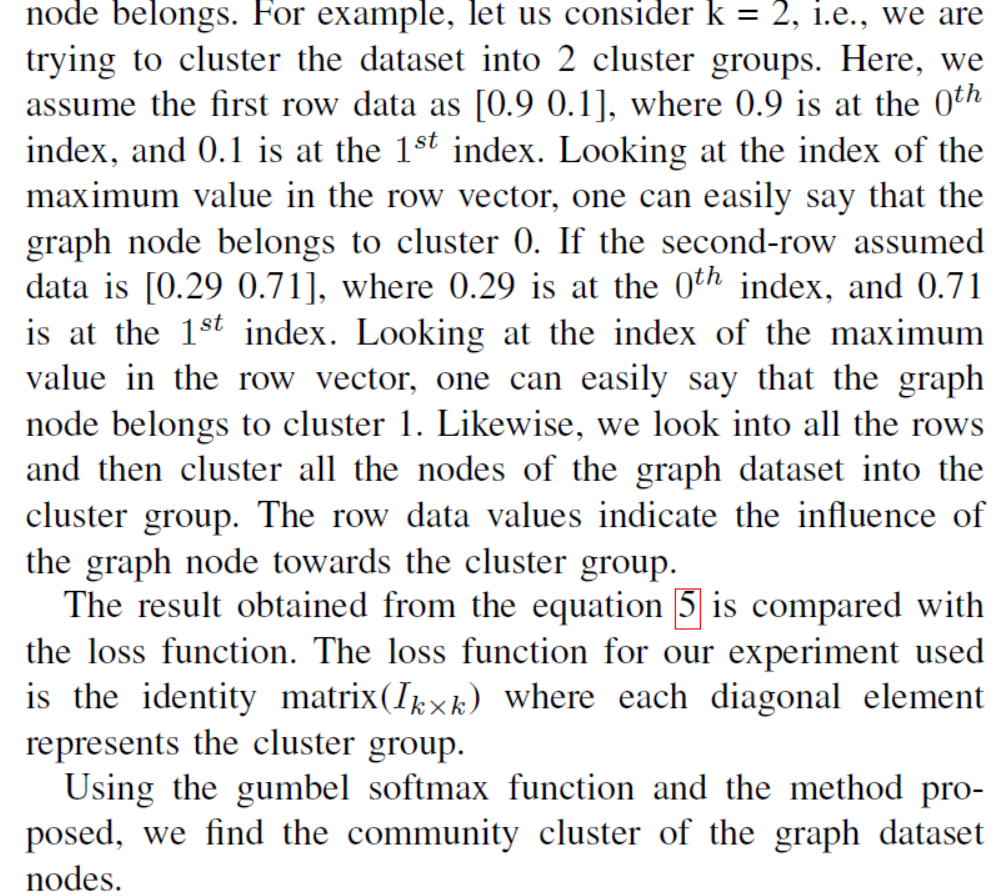 node belongs. For example, let us consider k = 2, i.e., we are
trying to cluster the dataset into 2 cluster groups. Here, we
assume the first row data as [0.9 0.1], where 0.9 is at the 0^{th}
index, and 0.1 is at the 1^{st} index. Looking at the index of the
maximum value in the row vector, one can easily say that the
graph node belongs to cluster 0. If the second-row assumed
data is [0.29 0.71], where 0.29 is at the 0^{th} index, and 0.71
is at the 1^{st} index. Looking at the index of the maximum
value in the row vector, one can easily say that the graph
node belongs to cluster 1. Likewise, we look into all the rows
and then cluster all the nodes of the graph dataset into the
cluster group. The row data values indicate the influence of
the graph node towards the cluster group.
The result obtained from the equation 5 is compared with
the loss function. The loss function for our experiment used
is the identity matrix(I_{k×k}) where each diagonal element
represents the cluster group.
Using the gumbel softmax function and the method pro-
posed, we find the community cluster of the graph dataset
nodes.